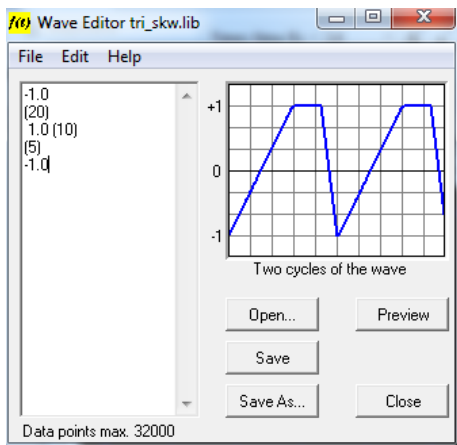 f(t) Wave Editor tri_skw.lib
File Edit Help
-1.0
(20)
1.0 (10)
(5)
-1.0
+1
0
-1
Two cycles of the wave
Open... Preview
Save
Save As... Close
Data points max. 32000